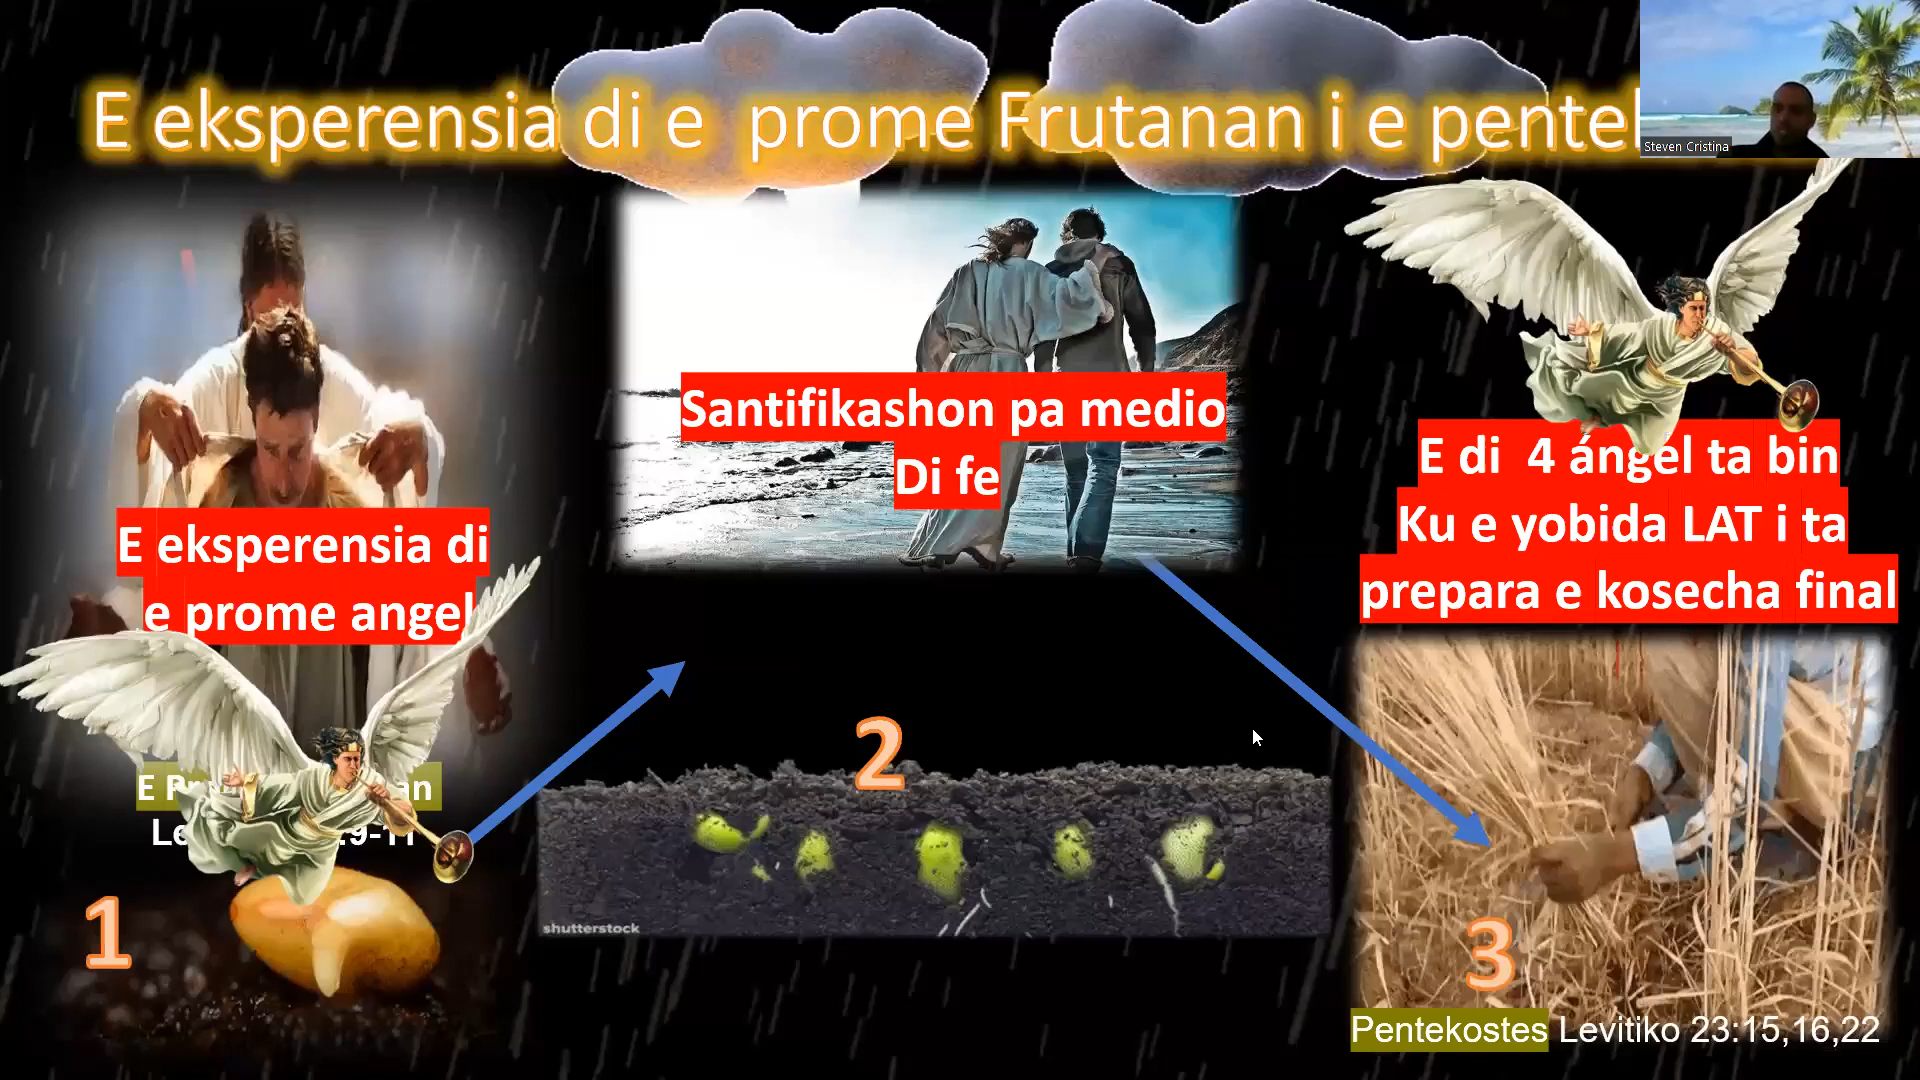 E eksperensia di e prome Frutanan i e
Steven Cristina
E eksperensia di
e prome angel
Santifikashon pa medio
Di fe
E di 4 ángel ta bin
Ku e yobida LAT i ta
prepara e kosecha final
E
1
2
shutterstock
3
Pentekostes Levitiko 23:15,16,22